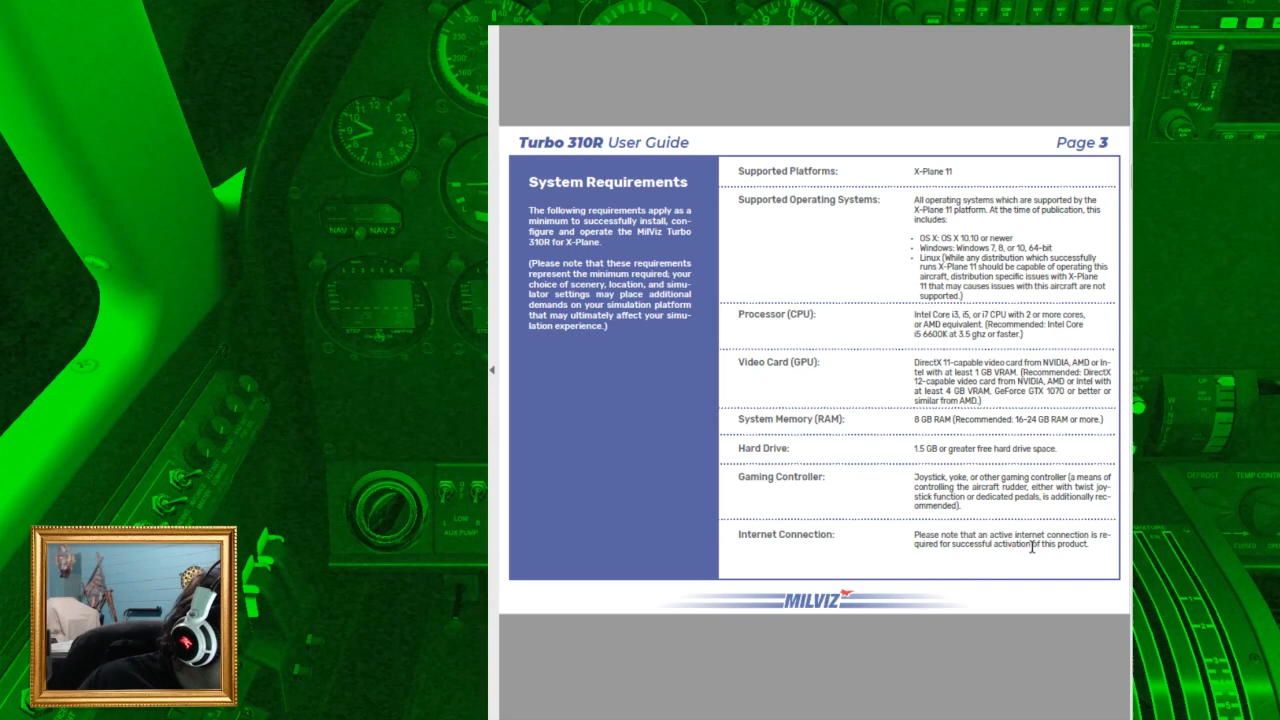 Turbo 310R User Guide
Page 3
System Requirements
The following requirements apply as a
minimum to successfully install, con-
figure and operate the MilViz Turbo
310R for X-Plane.
(Please note that these requirements
represent the minimum required; your
choice of scenery, location, and simu-
lator settings may place additional
demands on your simulation platform
that may ultimately affect your simu-
lation experience.)
Supported Platforms:
X-Plane 11
Supported Operating Systems:
All operating systems which are supported by the
X-Plane 11 platform. At the time of publication, this
includes:
• OS X: OS X 10.10 or newer
• Windows: Windows 7, 8, or 10, 64-bit
• Linux (While any distribution which successfully
runs X-Plane 11 should be capable of operating this
aircraft, distribution specific issues with X-Plane
11 that may causes issues with this aircraft are not
supported.)
Processor (CPU):
Intel Core i3, i5, or i7 CPU with 2 or more cores,
or AMD equivalent. (Recommended: Intel Core
i5 6600K at 3.5 ghz or faster.)
Video Card (GPU):
DirectX 11-capable video card from NVIDIA, AMD or In-
tel with at least 1 GB VRAM. (Recommended: DirectX
12-capable video card from NVIDIA, AMD or Intel with
at least 4 GB VRAM, GeForce GTX 1070 or better or
similar from AMD.)
System Memory (RAM):
8 GB RAM (Recommended: 16-24 GB RAM or more.)
Hard Drive:
1.5 GB or greater free hard drive space.
Gaming Controller:
Joystick, yoke, or other gaming controller (a means of
controlling the aircraft rudder, either with twist joy-
stick function or dedicated pedals, is additionally rec-
ommended).
Internet Connection:
Please note that an active internet connection is re-
quired for successful activation of this product.
MILVIZ
NAV 1 NAV 2
L LOW R
AUX PUMP
DEFROST
TEMP CONT